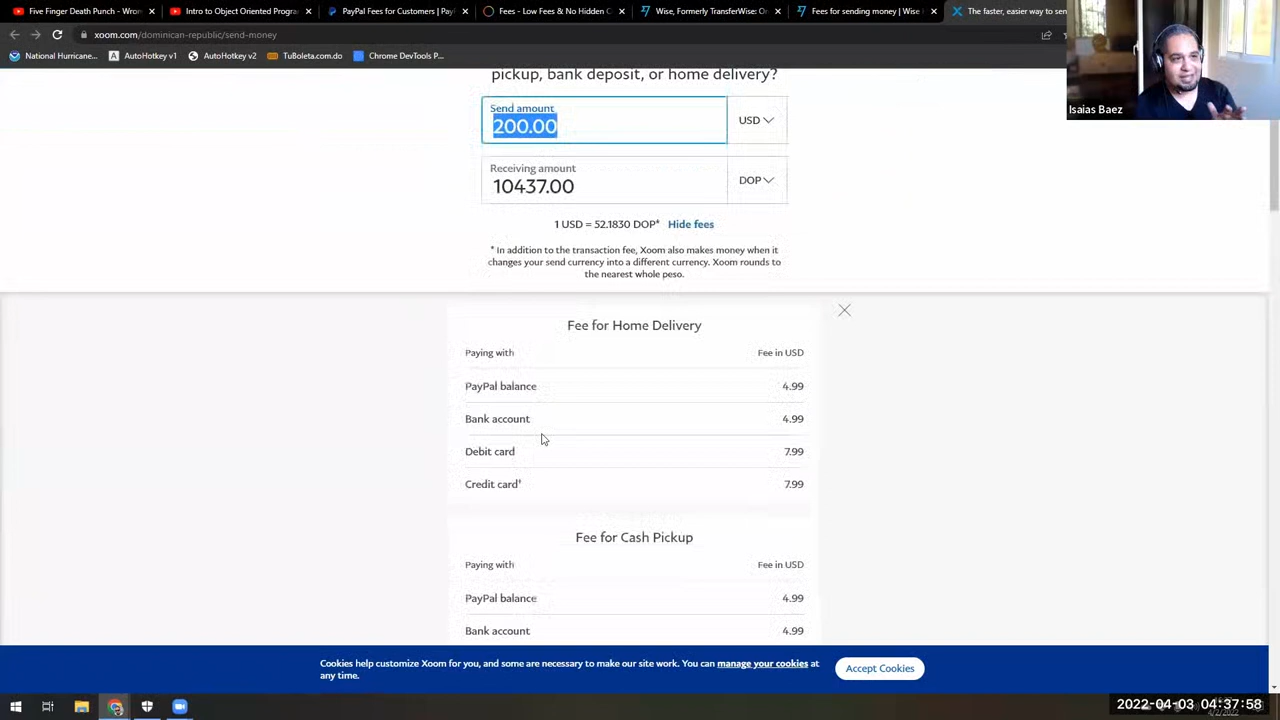 Five Finger Death Punch - Wron
Intro to Object Oriented Progra
PayPal Fees for Customers | Pay
Fees - Low Fees & No Hidden C
Wise, Formerly TransferWise: O
Fees for sending money | Wise
The faster, easier way to sen
xoom.com/dominican-republic/send-money
National Hurricane...
AutoHotkey v1
AutoHotkey v2
TuBoleta.com.do
Chrome DevTools P...
Isaias Baez
pickup, bank deposit, or home delivery?
Send amount
200.00
USD
Receiving amount
10437.00
DOP
1 USD = 52.1830 DOP* Hide fees
* In addition to the transaction fee, Xoom also makes money when it
changes your send currency into a different currency. Xoom rounds to
the nearest whole peso.
Fee for Home Delivery
Paying with Fee in USD
PayPal balance 4.99
Bank account 4.99
Debit card 7.99
Credit card† 7.99
Fee for Cash Pickup
Paying with Fee in USD
PayPal balance 4.99
Bank account 4.99
Cookies help customize Xoom for you, and some are necessary to make our site work. You can manage your cookies at
any time.
Accept Cookies
2022-04-03 04:37:58